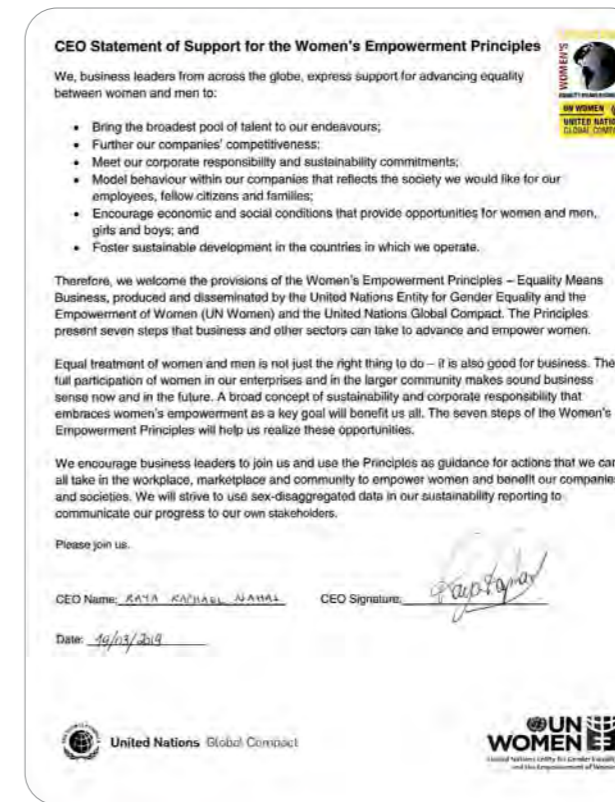 CEO Statement of Support for the Women's Empowerment Principles
WOMEN'S
UN WOMEN
We, business leaders from across the globe, express support for advancing equality
between women and men to:
• Bring the broadest pool of talent to our endeavours;
• Further our companies' competitiveness;
• Meet our corporate responsibility and sustainability commitments;
• Model behaviour within our companies that reflects the society we would like for our
employees, fellow citizens and families;
• Encourage economic and social conditions that provide opportunities for women and men,
girls and boys; and
• Foster sustainable development in the countries in which we operate.
Therefore, we welcome the provisions of the Women's Empowerment Principles – Equality Means
Business, produced and disseminated by the United Nations Entity for Gender Equality and the
Empowerment of Women (UN Women) and the United Nations Global Compact. The Principles
present seven steps that business and other sectors can take to advance and empower women.
Equal treatment of women and men is not just the right thing to do – it is also good for business. The
full participation of women in our enterprises and in the larger community makes sound business
sense now and in the future. A broad concept of sustainability and corporate responsibility that
embraces women's empowerment as a key goal will benefit us all. The seven steps of the Women's
Empowerment Principles will help us realize these opportunities.
We encourage business leaders to join us and use the Principles as guidance for actions that we can
all take in the workplace, marketplace and community to empower women and benefit our companies
and societies. We will strive to use sex-disaggregated data in our sustainability reporting to
communicate our progress to our own stakeholders.
Please join us.
CEO Name: RAYA RAPHAEL NAHAS CEO Signature:
Date: 19/03/2019
United Nations Global Compact
UN
WOMEN
United Nations Entity for Gender Equality
and the Empowerment of Women